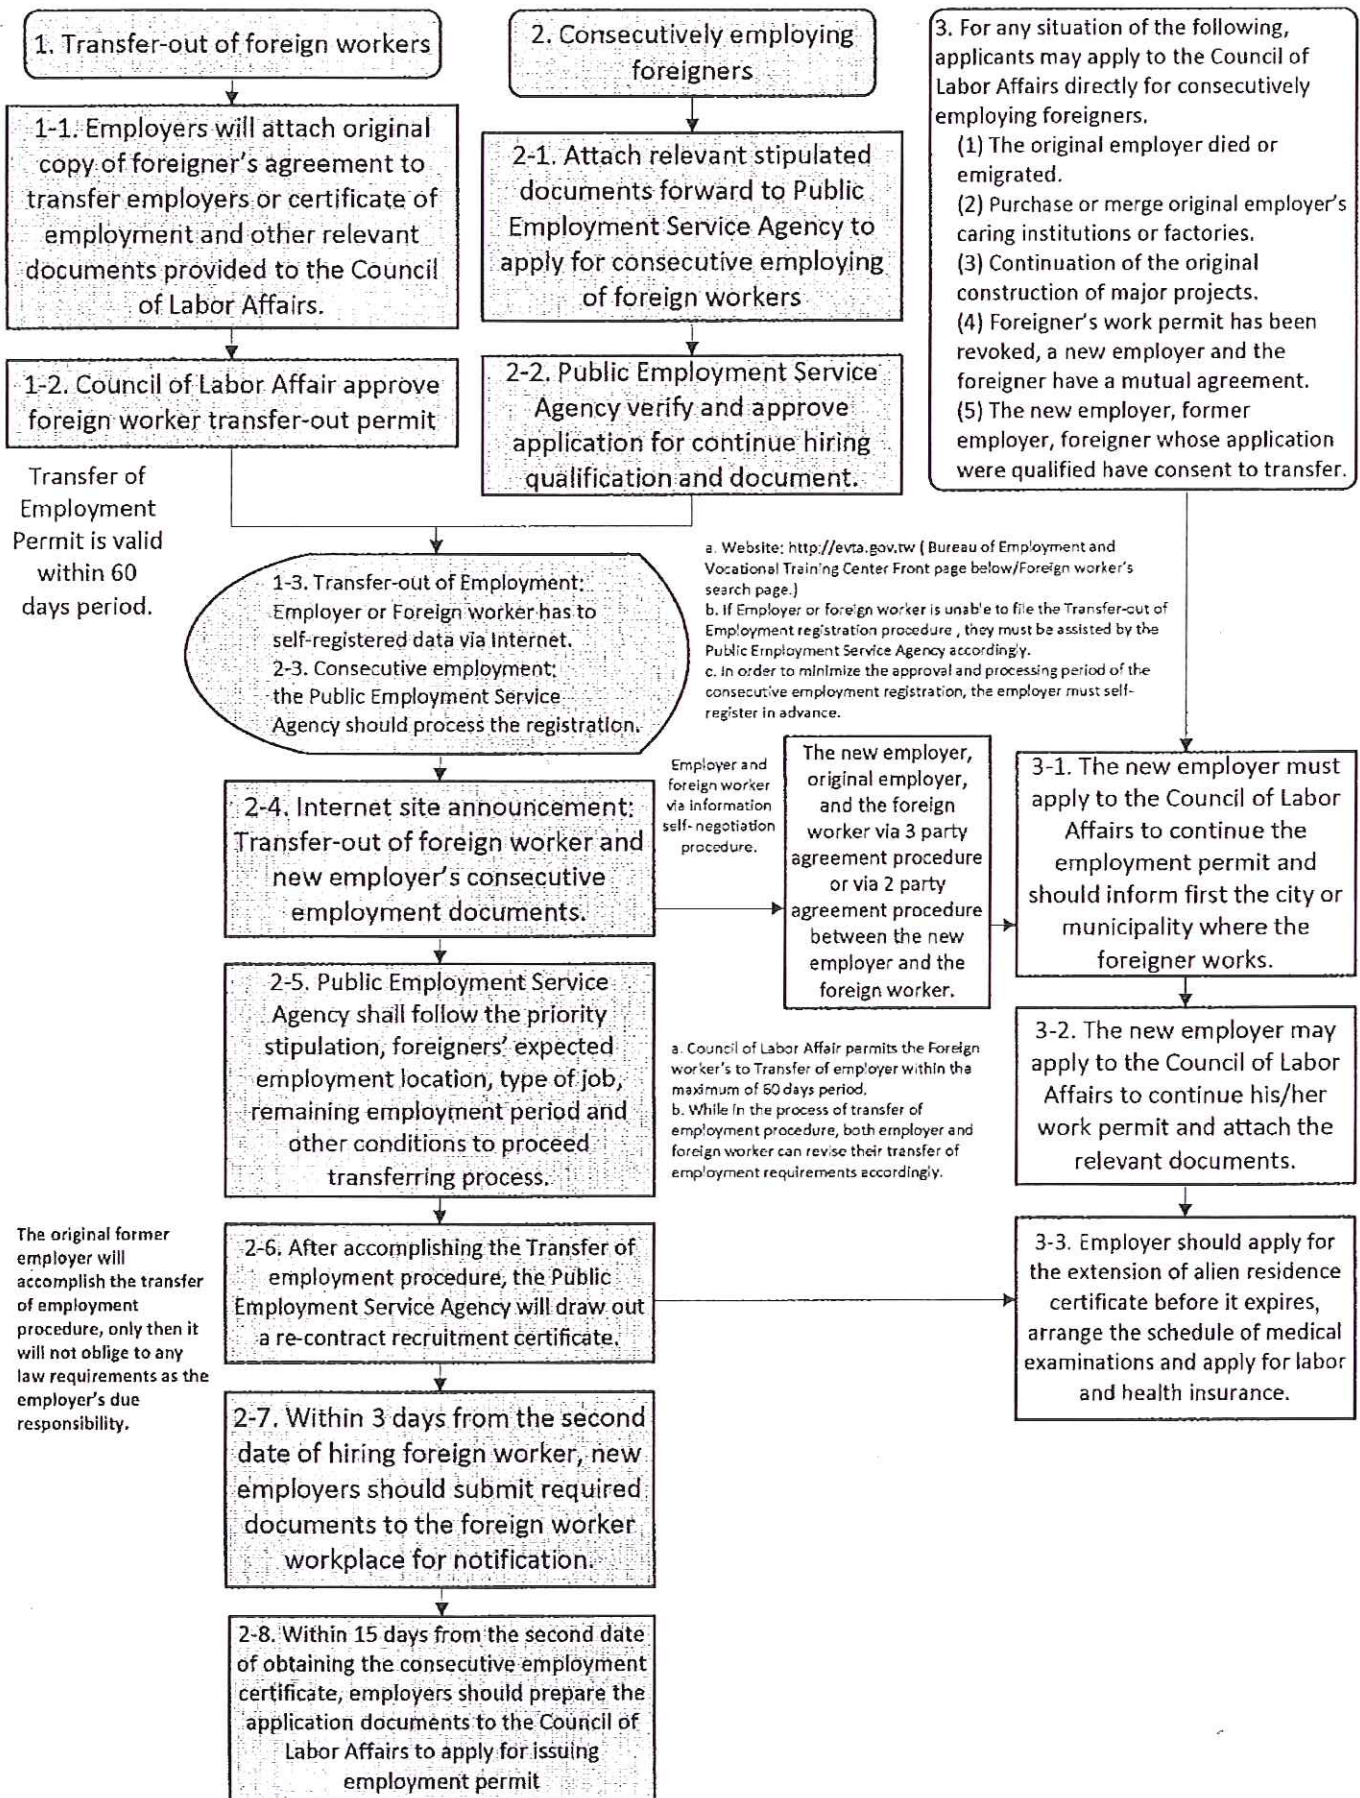 1. Transfer-out of foreign workers
1-1. Employers will attach original
copy of foreigner's agreement to
transfer employers or certificate of
employment and other relevant
documents provided to the Council
of Labor Affairs.
1-2. Council of Labor Affair approve
foreign worker transfer-out permit
Transfer of
Employment
Permit is valid
within 60
days period.
2. Consecutively employing
foreigners
2-1. Attach relevant stipulated
documents forward to Public
Employment Service Agency to
apply for consecutive employing
of foreign workers
2-2. Public Employment Service
Agency verify and approve
application for continue hiring
qualification and document.
3. For any situation of the following,
applicants may apply to the Council of
Labor Affairs directly for consecutively
employing foreigners.
(1) The original employer died or
emigrated.
(2) Purchase or merge original employer's
caring institutions or factories.
(3) Continuation of the original
construction of major projects.
(4) Foreigner's work permit has been
revoked, a new employer and the
foreigner have a mutual agreement.
(5) The new employer, former
employer, foreigner whose application
were qualified have consent to transfer.
1-3. Transfer-out of Employment:
Employer or Foreign worker has to
self-registered data via Internet.
2-3. Consecutive employment:
the Public Employment Service
Agency should process the registration.
a. Website: http://evta.gov.tw ( Bureau of Employment and
Vocational Training Center Front page below/Foreign worker's
search page.)
b. If Employer or foreign worker is unable to file the Transfer-out of
Employment registration procedure , they must be assisted by the
Public Employment Service Agency accordingly.
c. In order to minimize the approval and processing period of the
consecutive employment registration, the employer must self-
register in advance.
2-4. Internet site announcement:
Transfer-out of foreign worker and
new employer's consecutive
employment documents.
Employer and
foreign worker
via information
self- negotiation
procedure.
The new employer,
original employer,
and the foreign
worker via 3 party
agreement procedure
or via 2 party
agreement procedure
between the new
employer and the
foreign worker.
3-1. The new employer must
apply to the Council of Labor
Affairs to continue the
employment permit and
should inform first the city or
municipality where the
foreigner works.
2-5. Public Employment Service
Agency shall follow the priority
stipulation, foreigners' expected
employment location, type of job,
remaining employment period and
other conditions to proceed
transferring process.
a. Council of Labor Affair permits the Foreign
worker's to Transfer of employer within the
maximum of 60 days period.
b. While in the process of transfer of
employment procedure, both employer and
foreign worker can revise their transfer of
employment requirements accordingly.
3-2. The new employer may
apply to the Council of Labor
Affairs to continue his/her
work permit and attach the
relevant documents.
The original former
employer will
accomplish the transfer
of employment
procedure, only then it
will not oblige to any
law requirements as the
employer's due
responsibility.
2-6. After accomplishing the Transfer of
employment procedure, the Public
Employment Service Agency will draw out
a re-contract recruitment certificate.
3-3. Employer should apply for
the extension of alien residence
certificate before it expires,
arrange the schedule of medical
examinations and apply for labor
and health insurance.
2-7. Within 3 days from the second
date of hiring foreign worker, new
employers should submit required
documents to the foreign worker
workplace for notification.
2-8. Within 15 days from the second date
of obtaining the consecutive employment
certificate, employers should prepare the
application documents to the Council of
Labor Affairs to apply for issuing
employment permit